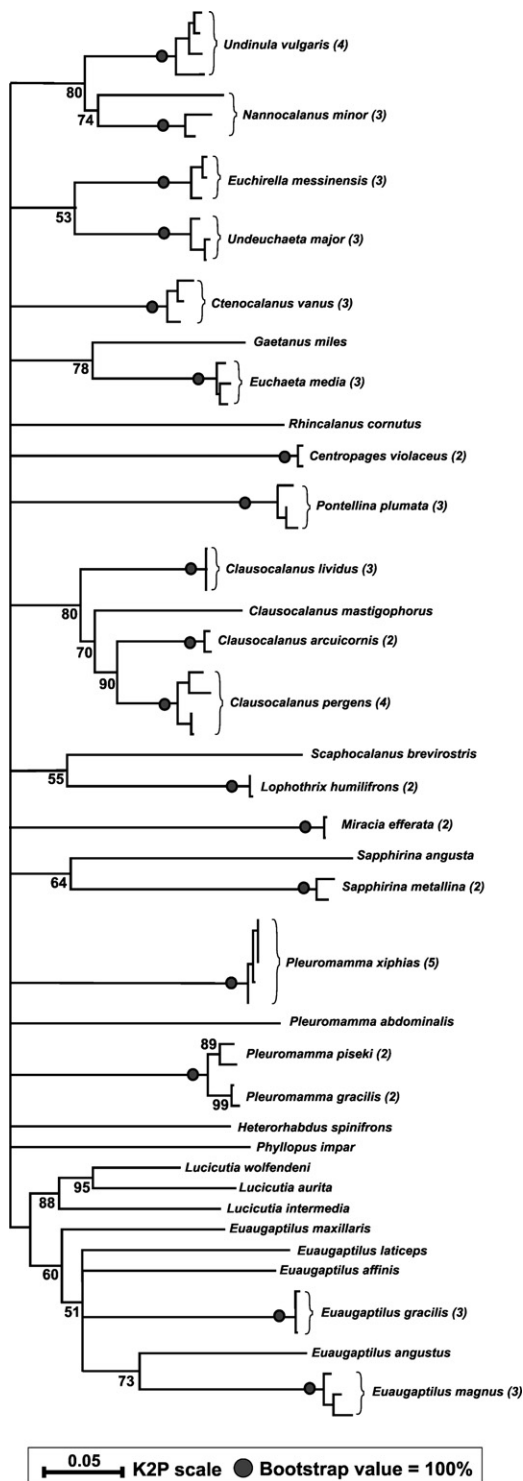 Undinula vulgaris (4)
80
74
Nannocalanus minor (3)
Euchirella messinensis (3)
53
Undeuchaeta major (3)
Ctenocalanus vanus (3)
Gaetanus miles
78
Euchaeta media (3)
Rhincalanus cornutus
Centropages violaceus (2)
Pontellina plumata (3)
Clausocalanus lividus (3)
80
Clausocalanus mastigophorus
70
Clausocalanus arcuicornis (2)
90
Clausocalanus pergens (4)
Scaphocalanus brevirostris
55
Lophothrix humilifrons (2)
Miracia efferata (2)
Sapphirina angusta
64
Sapphirina metallina (2)
Pleuromamma xiphias (5)
Pleuromamma abdominalis
89
Pleuromamma piseki (2)
99
Pleuromamma gracilis (2)
Heterorhabdus spinifrons
Phyllopus impar
Lucicutia wolfendeni
95
Lucicutia aurita
88
Lucicutia intermedia
Euaugaptilus maxillaris
Euaugaptilus laticeps
60
Euaugaptilus affinis
51
Euaugaptilus gracilis (3)
Euaugaptilus angustus
73
Euaugaptilus magnus (3)
0.05 K2P scale Bootstrap value = 100%